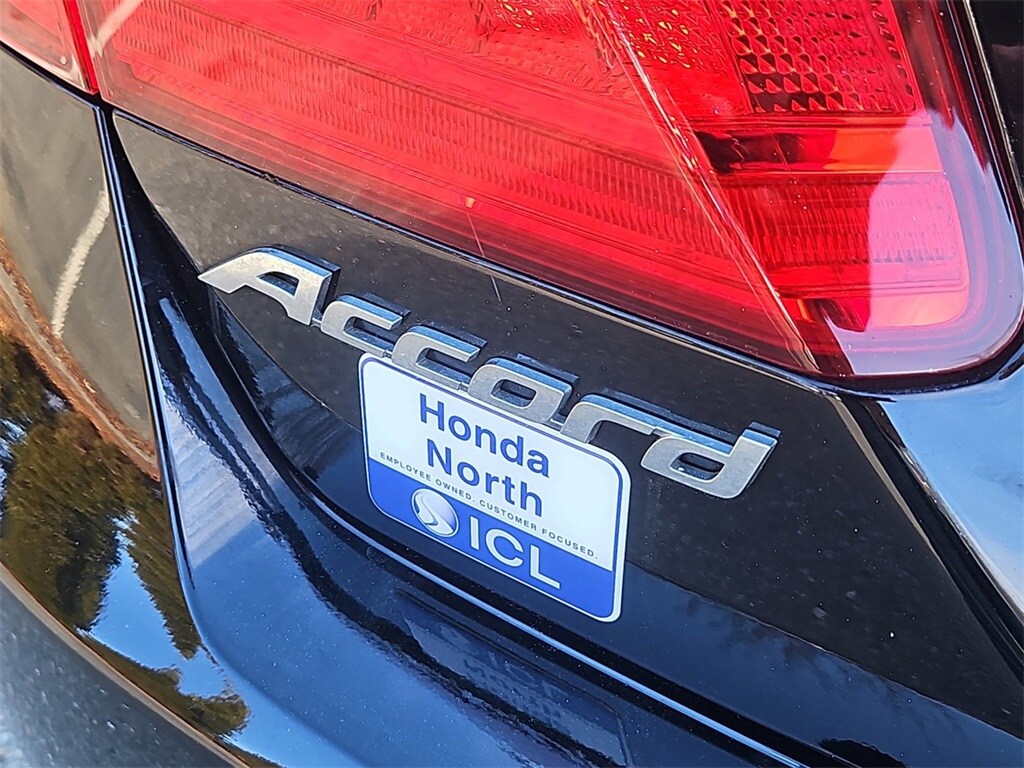 Accord
Honda
North
EMPLOYEE OWNED. CUSTOMER FOCUSED.
ICL